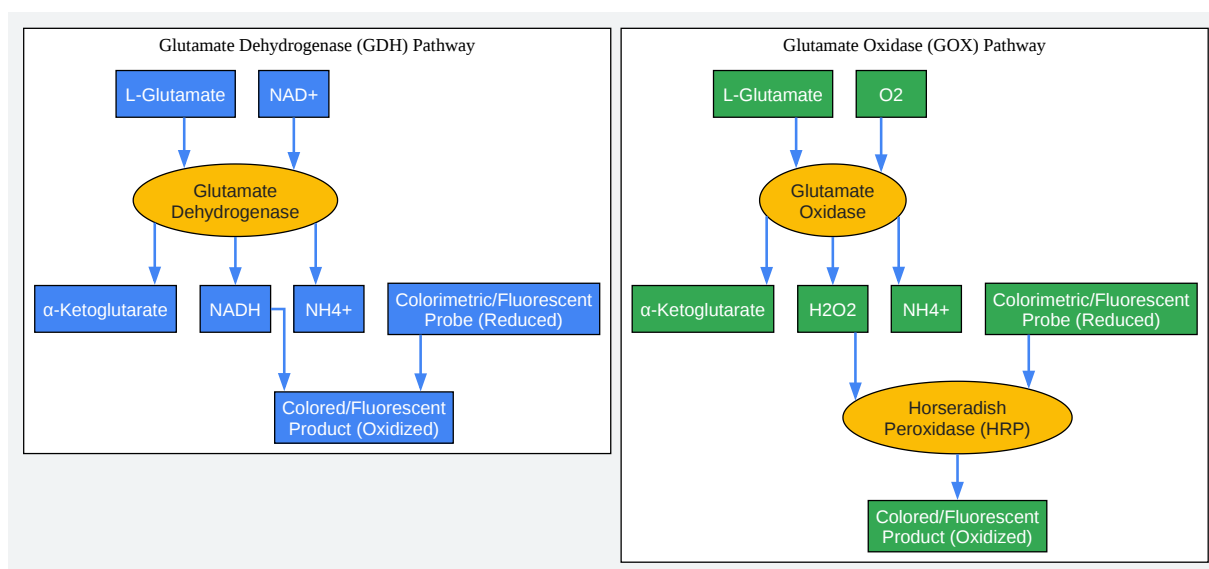 Glutamate Dehydrogenase (GDH) Pathway
L-Glutamate
NAD+
Glutamate
Dehydrogenase
α-Ketoglutarate
NADH
NH4+
Colorimetric/Fluorescent
Probe (Reduced)
Colored/Fluorescent
Product (Oxidized)
Glutamate Oxidase (GOX) Pathway
L-Glutamate
O2
Glutamate
Oxidase
α-Ketoglutarate
H2O2
NH4+
Colorimetric/Fluorescent
Probe (Reduced)
Horseradish
Peroxidase (HRP)
Colored/Fluorescent
Product (Oxidized)